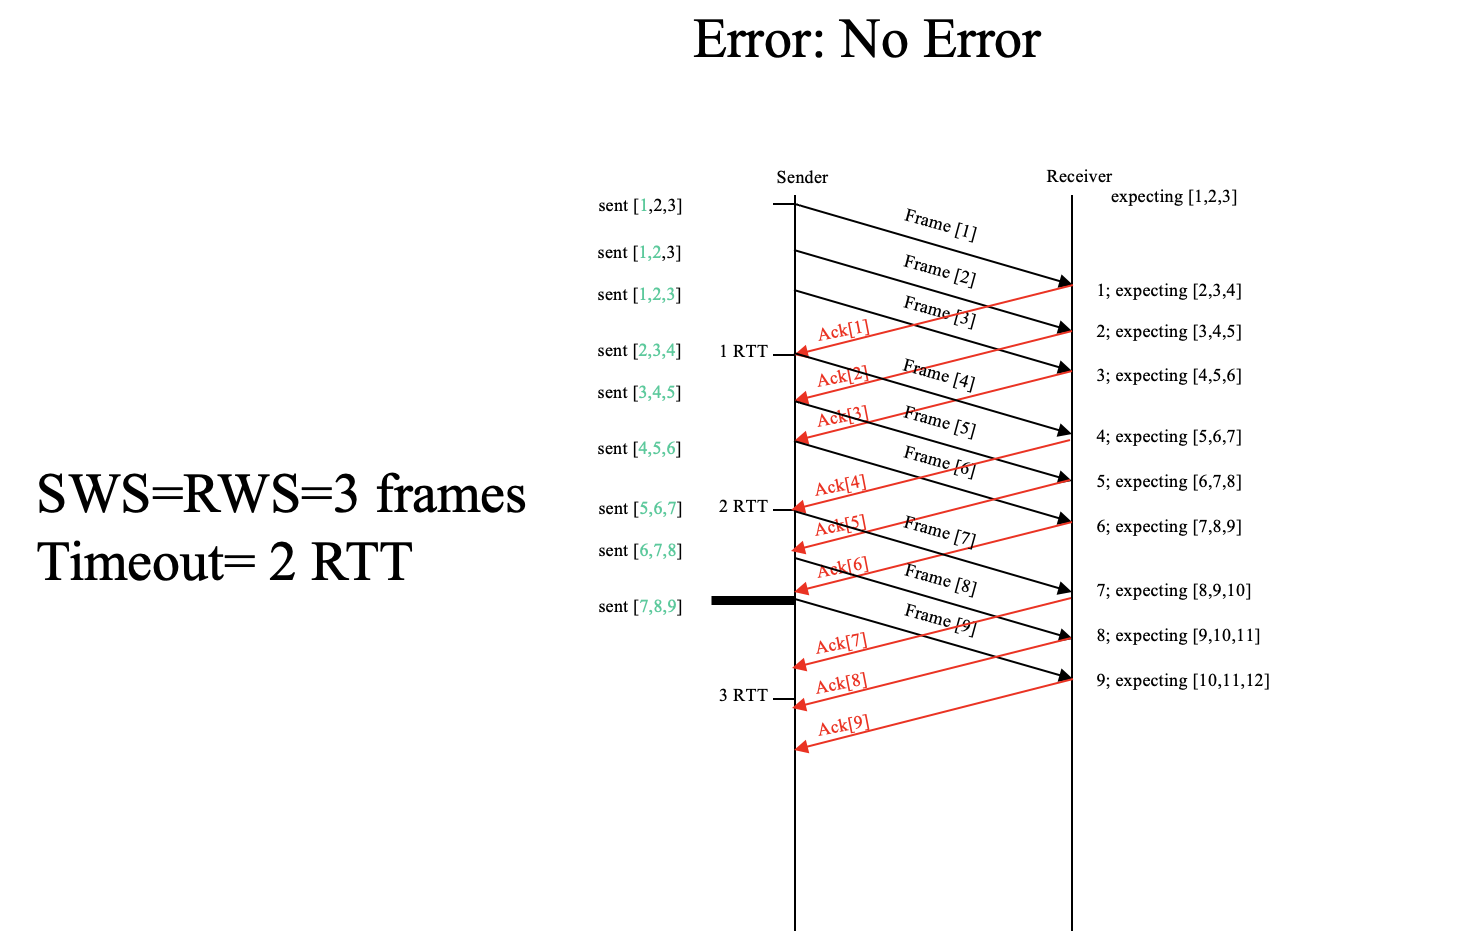 Error: No Error
Sender
Receiver
expecting [1,2,3]
sent [1,2,3]
Frame [1]
sent [1,2,3]
Frame [2]
sent [1,2,3]
Frame [3]
1; expecting [2,3,4]
Ack[1]
2; expecting [3,4,5]
sent [2,3,4]
1 RTT
Ack[2]
Frame [4]
3; expecting [4,5,6]
sent [3,4,5]
Ack[3]
Frame [5]
4; expecting [5,6,7]
sent [4,5,6]
Frame [6]
SWS=RWS=3 frames
Timeout= 2 RTT
Ack[4]
5; expecting [6,7,8]
sent [5,6,7]
2 RTT
Ack[5]
Frame [7]
6; expecting [7,8,9]
sent [6,7,8]
Ack[6]
Frame [8]
7; expecting [8,9,10]
sent [7,8,9]
Frame [9]
Ack[7]
8; expecting [9,10,11]
Ack[8]
9; expecting [10,11,12]
3 RTT
Ack[9]